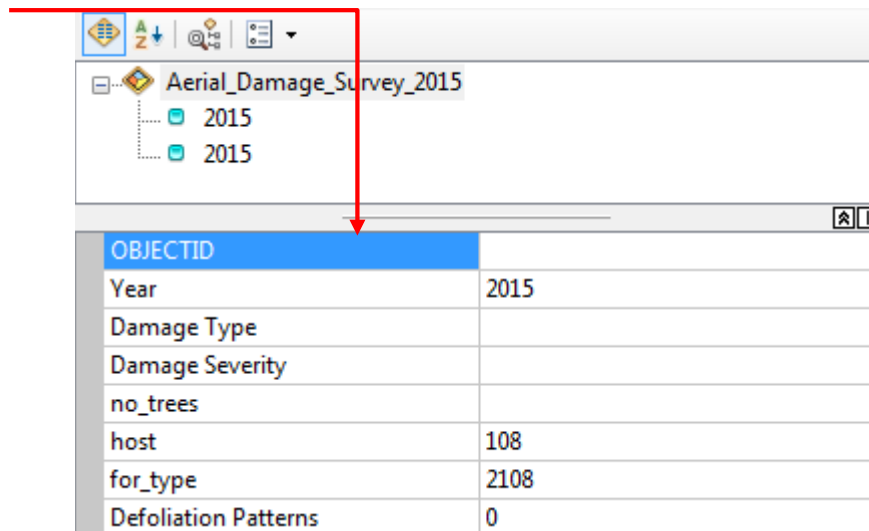 Aerial_Damage_Survey_2015
2015
2015
OBJECTID
Year 2015
Damage Type
Damage Severity
no_trees
host 108
for_type 2108
Defoliation Patterns 0